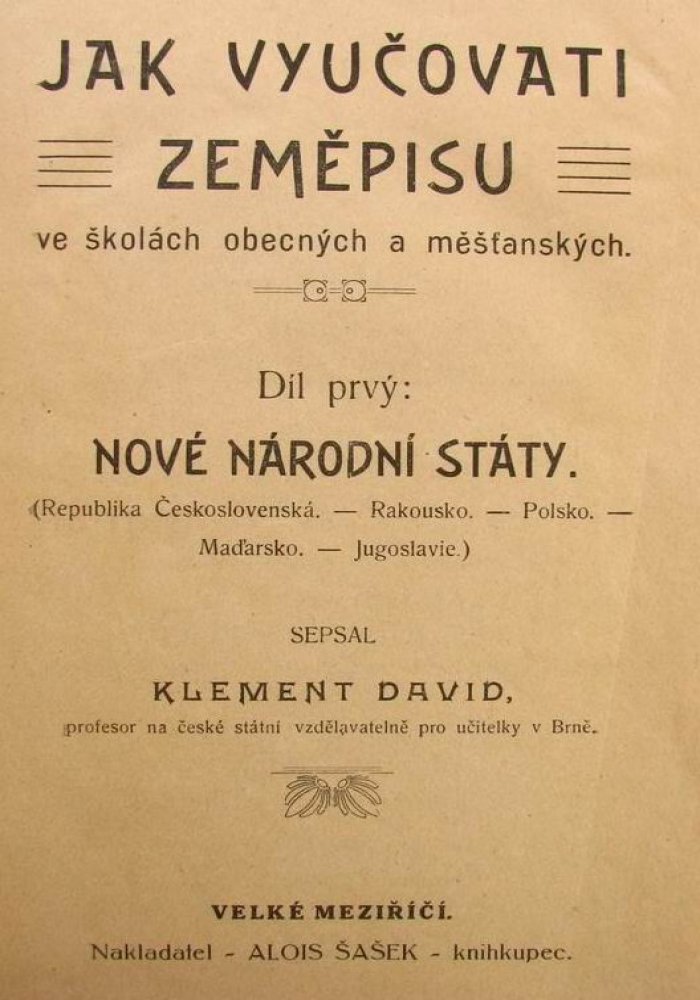 JAK VYUČOVATI
ZEMĚPISU
ve školách obecných a měšťanských.
Díl prvý:
NOVÉ NÁRODNÍ STÁTY.
(Republika Československá. — Rakousko. — Polsko. —
Maďarsko. — Jugoslavie.)
SEPSAL
KLEMENT DAVID,
profesor na české státní vzdělavatelně pro učitelky v Brně.
VELKÉ MEZIŘÍČÍ.
Nakladatel - ALOIS ŠAŠEK - knihkupec.